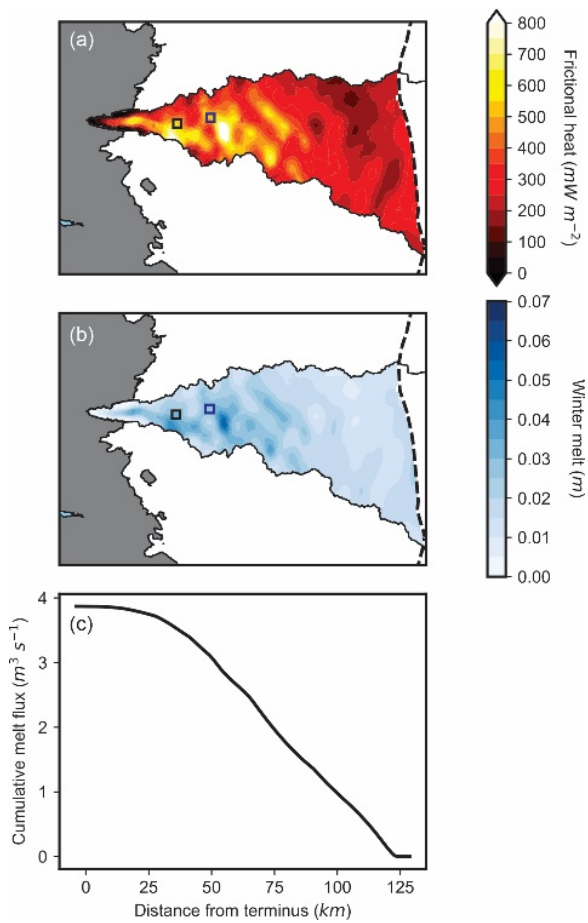 (a)
800
700
600
500
400
300
200
100
0
Frictional heat (mW m⁻²)
(b)
0.07
0.06
0.05
0.04
0.03
0.02
0.01
0.00
Winter melt (m)
(c)
4
3
2
1
0
Cumulative melt flux (m³ s⁻¹)
0 25 50 75 100 125
Distance from terminus (km)